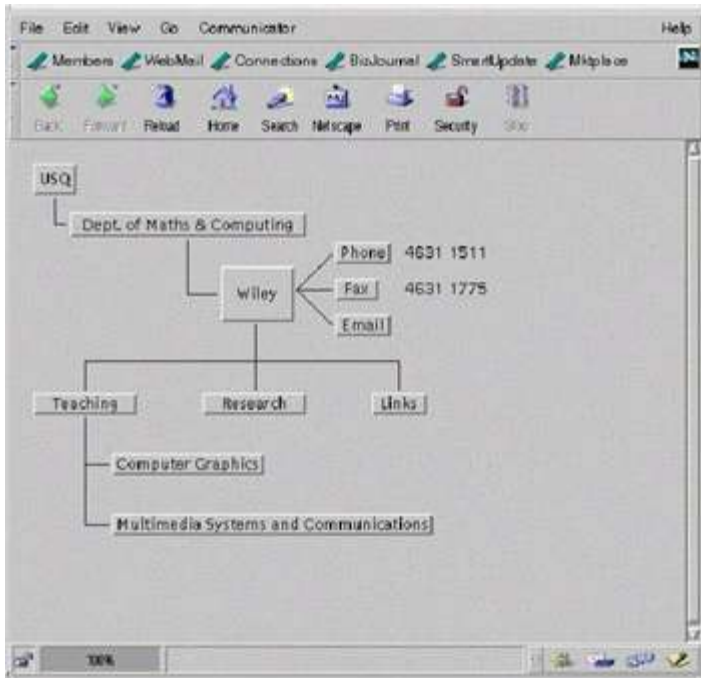 File Edit View Go Communicator Help
Members WebMail Connections BizJournal SmartUpdate Mktplace
Back Forward Reload Home Search Netscape Print Security Stop
USQ
Dept. of Maths & Computing
Phone 4631 1511
Wiley
Fax 4631 1775
Email
Teaching Research Links
Computer Graphics
Multimedia Systems and Communications
100%